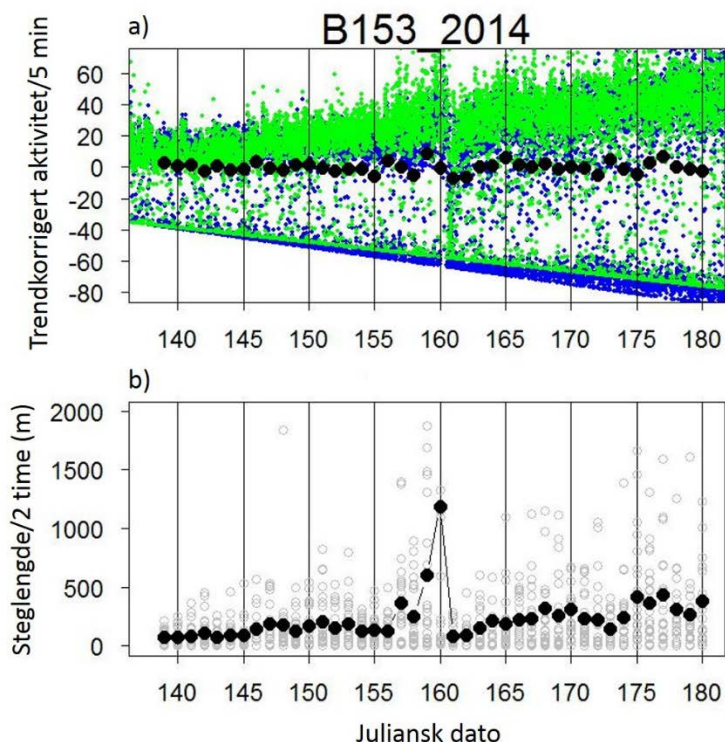 a)
B153_2014
Trendkorrigert aktivitet/5 min
60
40
20
0
-20
-40
-60
-80
140 145 150 155 160 165 170 175 180
b)
Steglengde/2 time (m)
2000
1500
1000
500
0
140 145 150 155 160 165 170 175 180
Juliansk dato